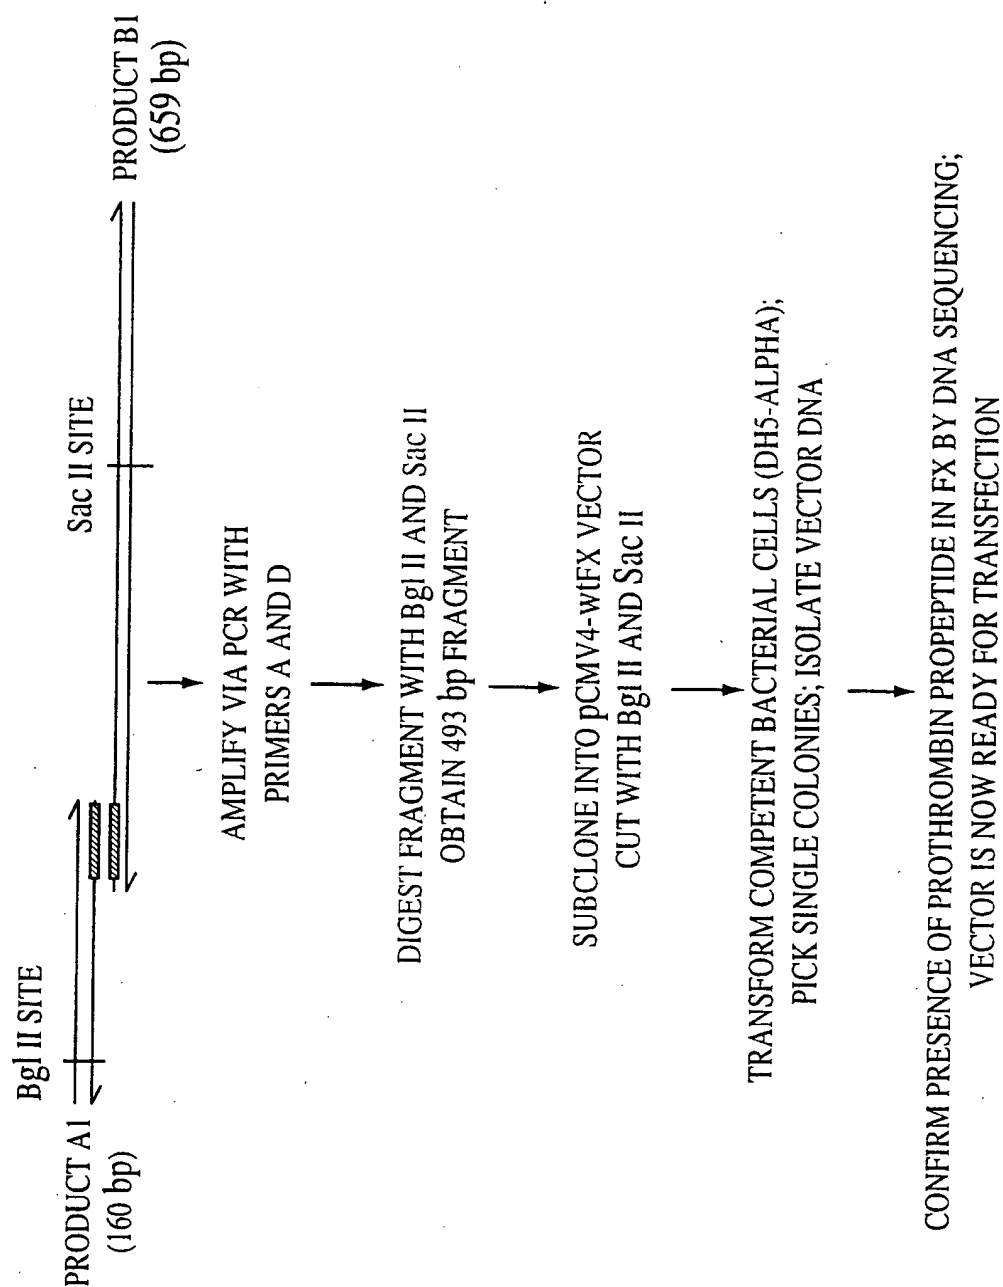 Bgl II SITE
Sac II SITE
PRODUCT A1
(160 bp)
PRODUCT B1
(659 bp)
AMPLIFY VIA PCR WITH
PRIMERS A AND D
DIGEST FRAGMENT WITH Bgl II AND Sac II
OBTAIN 493 bp FRAGMENT
SUBCLONE INTO pCMV4-wtFX VECTOR
CUT WITH Bgl II AND Sac II
TRANSFORM COMPETENT BACTERIAL CELLS (DH5-ALPHA);
PICK SINGLE COLONIES; ISOLATE VECTOR DNA
CONFIRM PRESENCE OF PROTHROMBIN PROPEPTIDE IN FX BY DNA SEQUENCING;
VECTOR IS NOW READY FOR TRANSFECTION